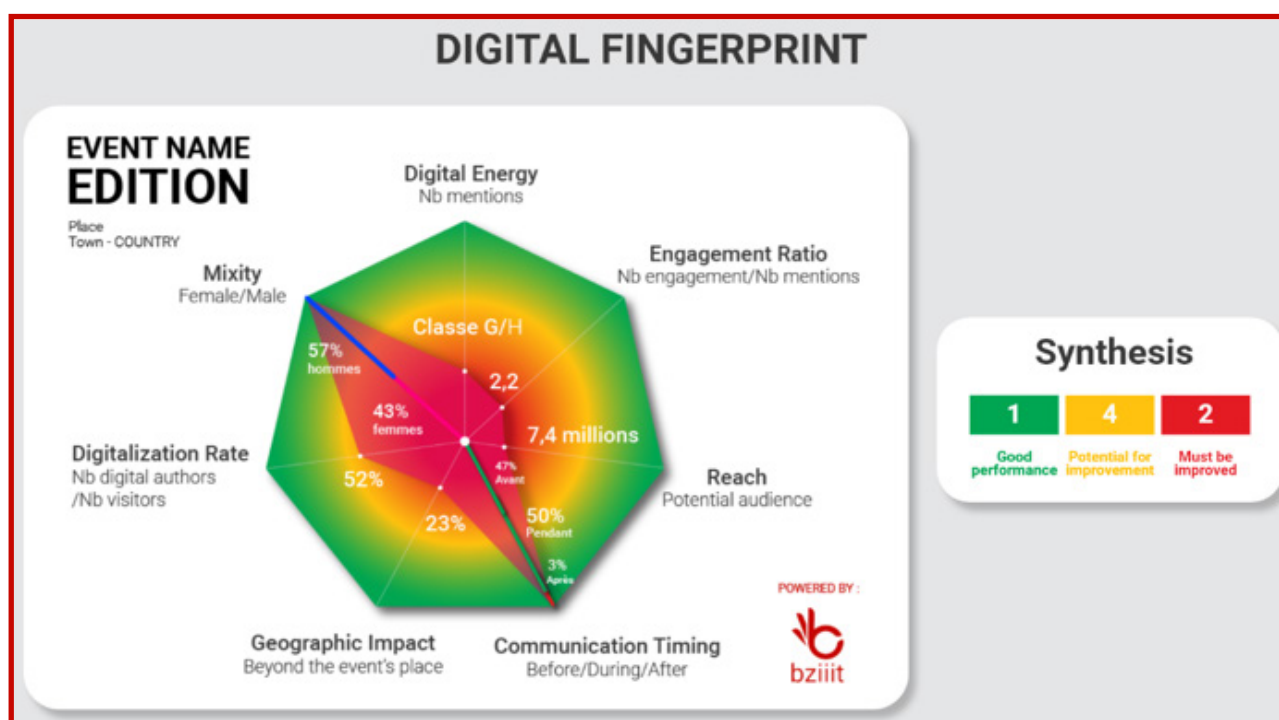 DIGITAL FINGERPRINT
EVENT NAME
EDITION
Place
Town - COUNTRY
Digital Energy
Nb mentions
Engagement Ratio
Nb engagement/Nb mentions
Mixity
Female/Male
Classe G/H
57%
hommes
2,2
43%
femmes
7,4 millions
Digitalization Rate
Nb digital authors
/Nb visitors
52%
47%
Avant
Reach
Potential audience
23%
50%
Pendant
3%
Après
Geographic Impact
Beyond the event's place
Communication Timing
Before/During/After
POWERED BY :
bziiit
Synthesis
1
4
2
Good
performance
Potential for
improvement
Must be
improved